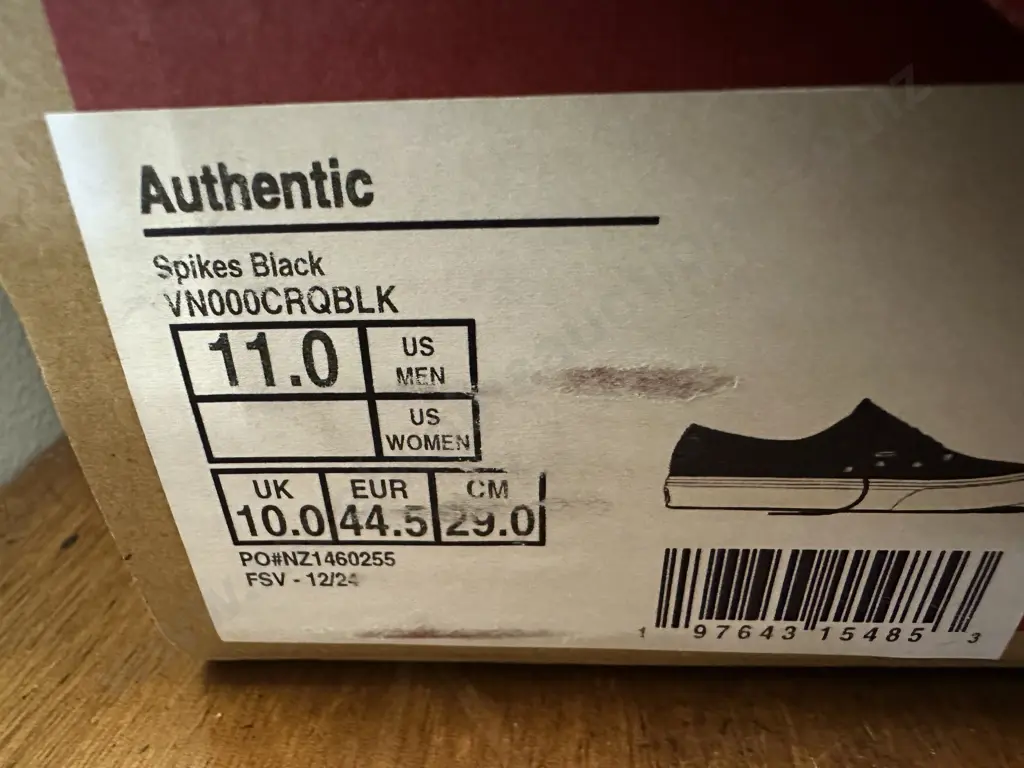 Authentic
Spikes Black
VN000CRQBLK
11.0 US MEN
US WOMEN
UK EUR CM
10.0 44.5 29.0
PO#NZ1460255
FSV - 12/24
1 97643 15485 3